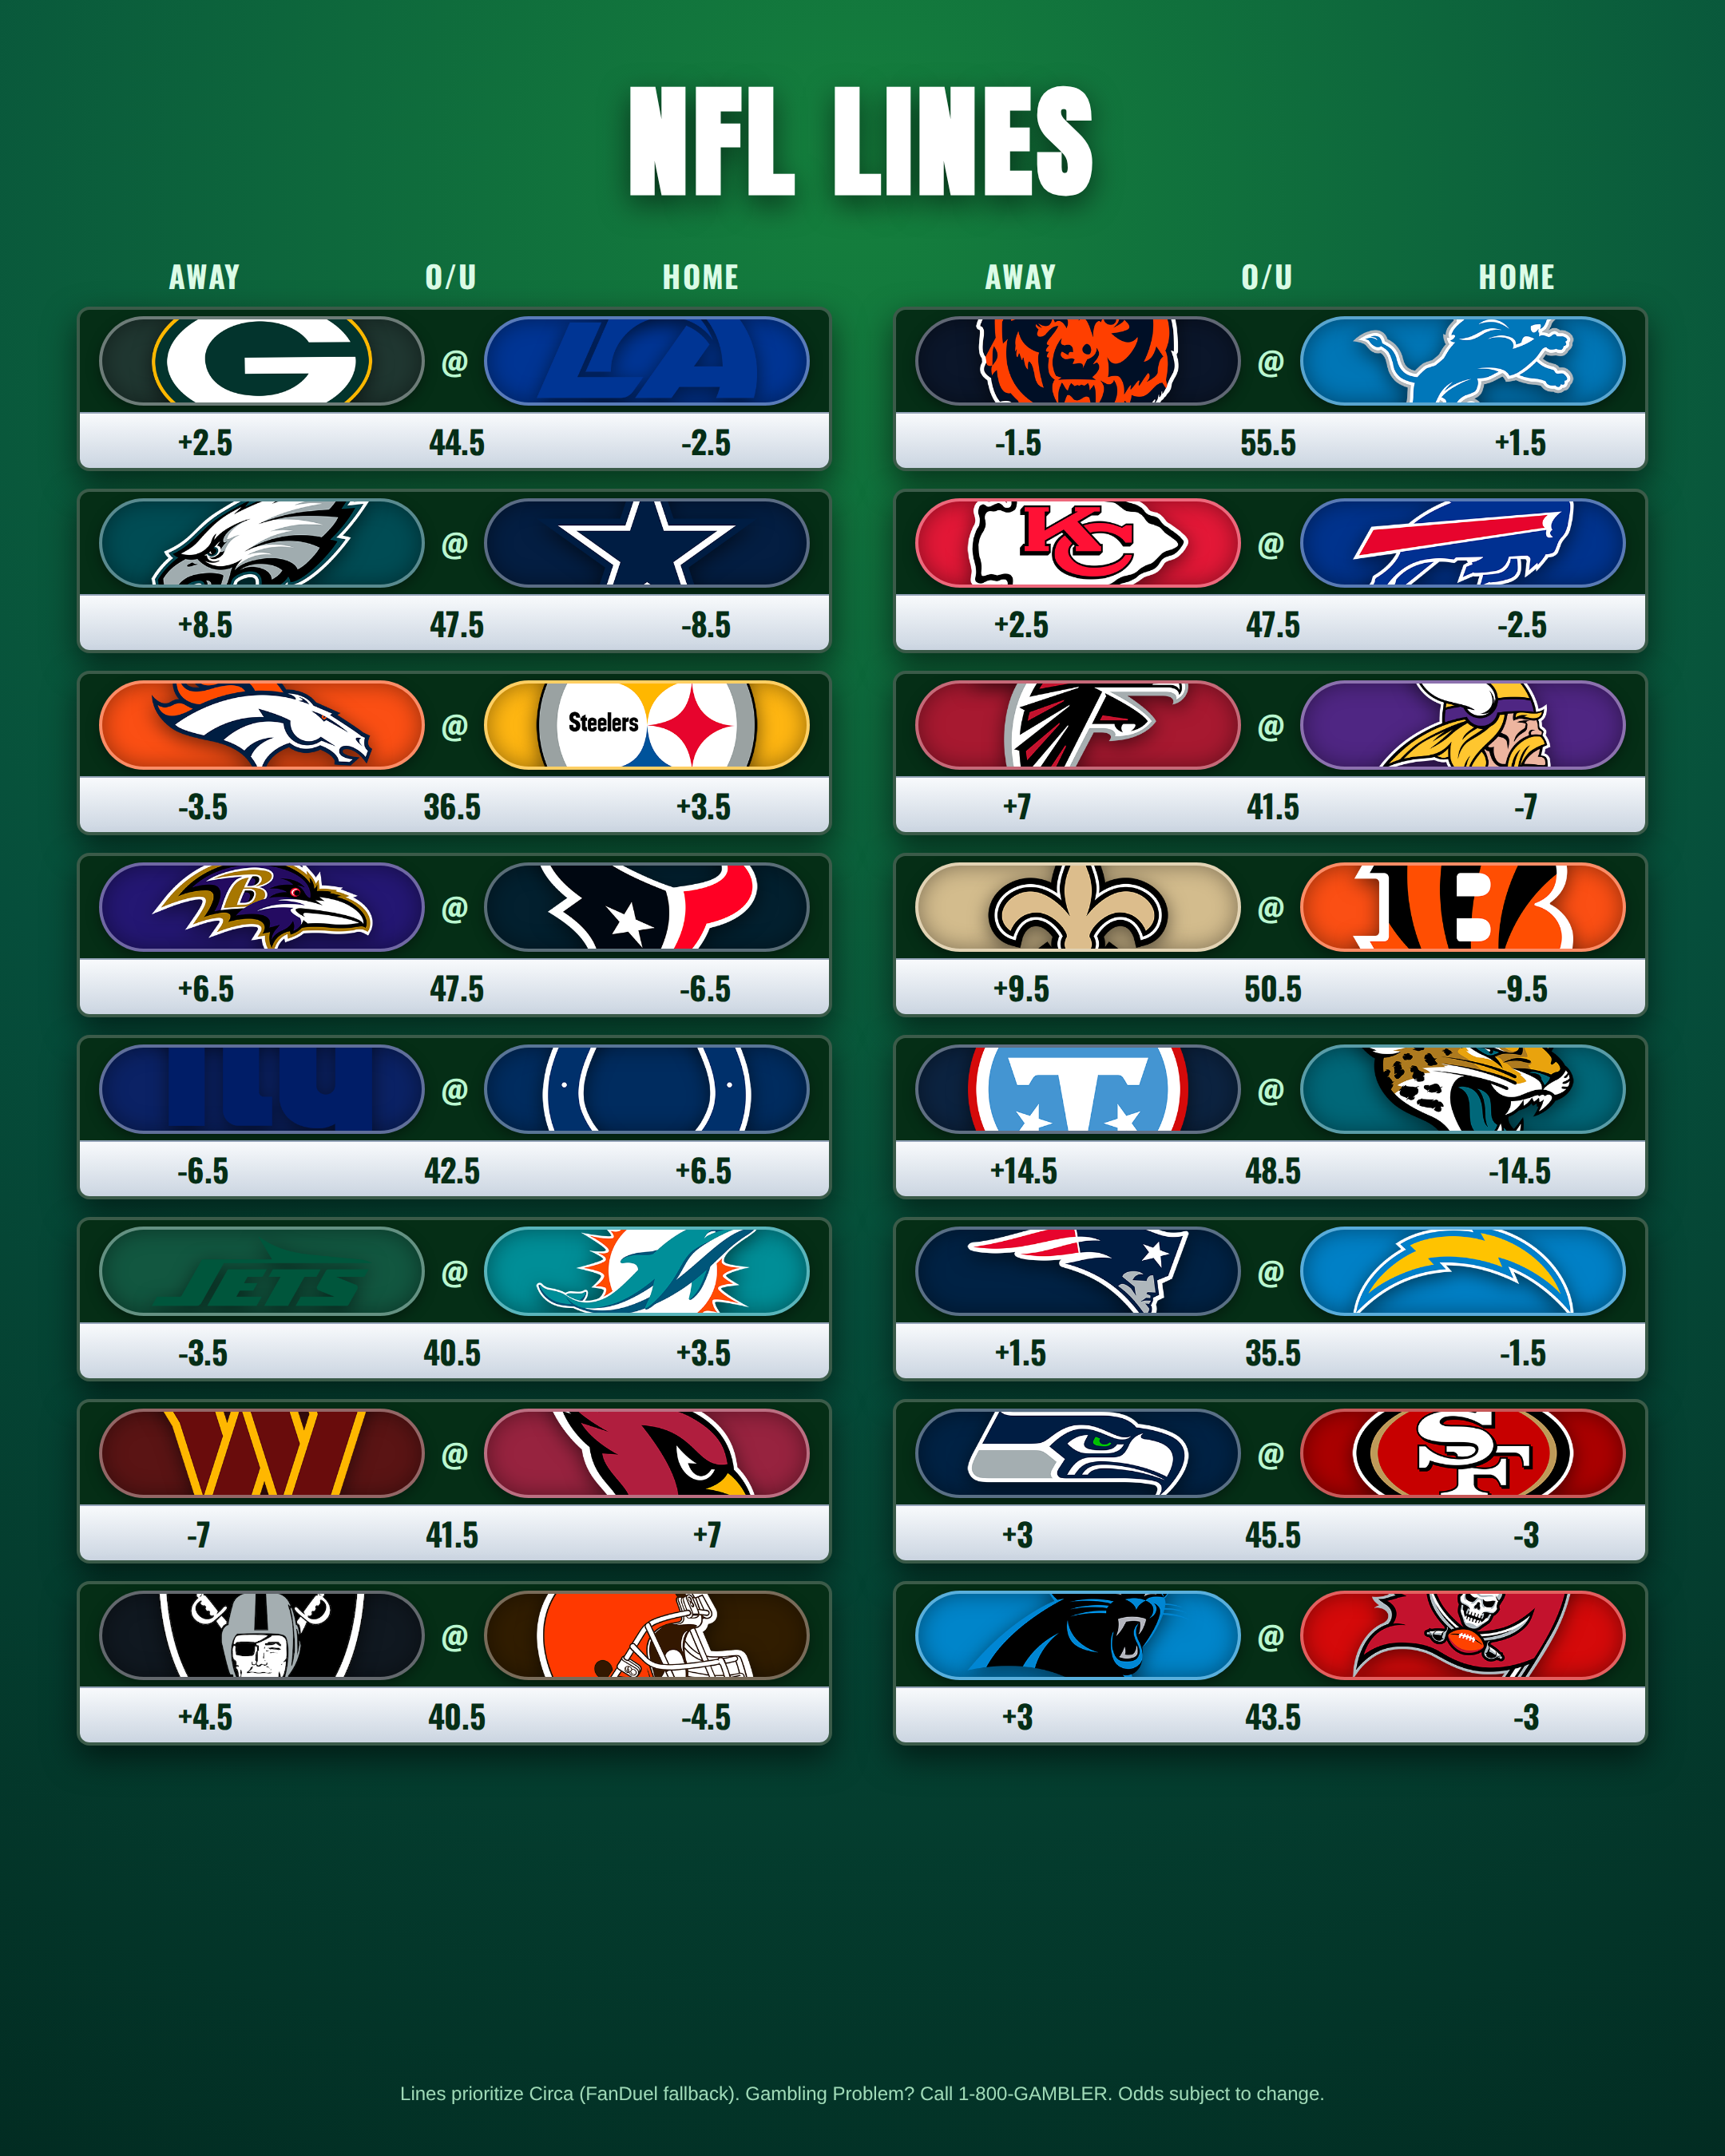 NFL LINES
AWAY O/U HOME AWAY O/U HOME
G @ LA @
+2.5 44.5 -2.5 -1.5 55.5 +1.5
@ KC @
+8.5 47.5 -8.5 +2.5 47.5 -2.5
@ Steelers @
-3.5 36.5 +3.5 +7 41.5 -7
B @ @ B
+6.5 47.5 -6.5 +9.5 50.5 -9.5
ny @ T @
-6.5 42.5 +6.5 +14.5 48.5 -14.5
JETS @ @
-3.5 40.5 +3.5 +1.5 35.5 -1.5
W @ @ SF
-7 41.5 +7 +3 45.5 -3
@ @
+4.5 40.5 -4.5 +3 43.5 -3
Lines prioritize Circa (FanDuel fallback). Gambling Problem? Call 1-800-GAMBLER. Odds subject to change.